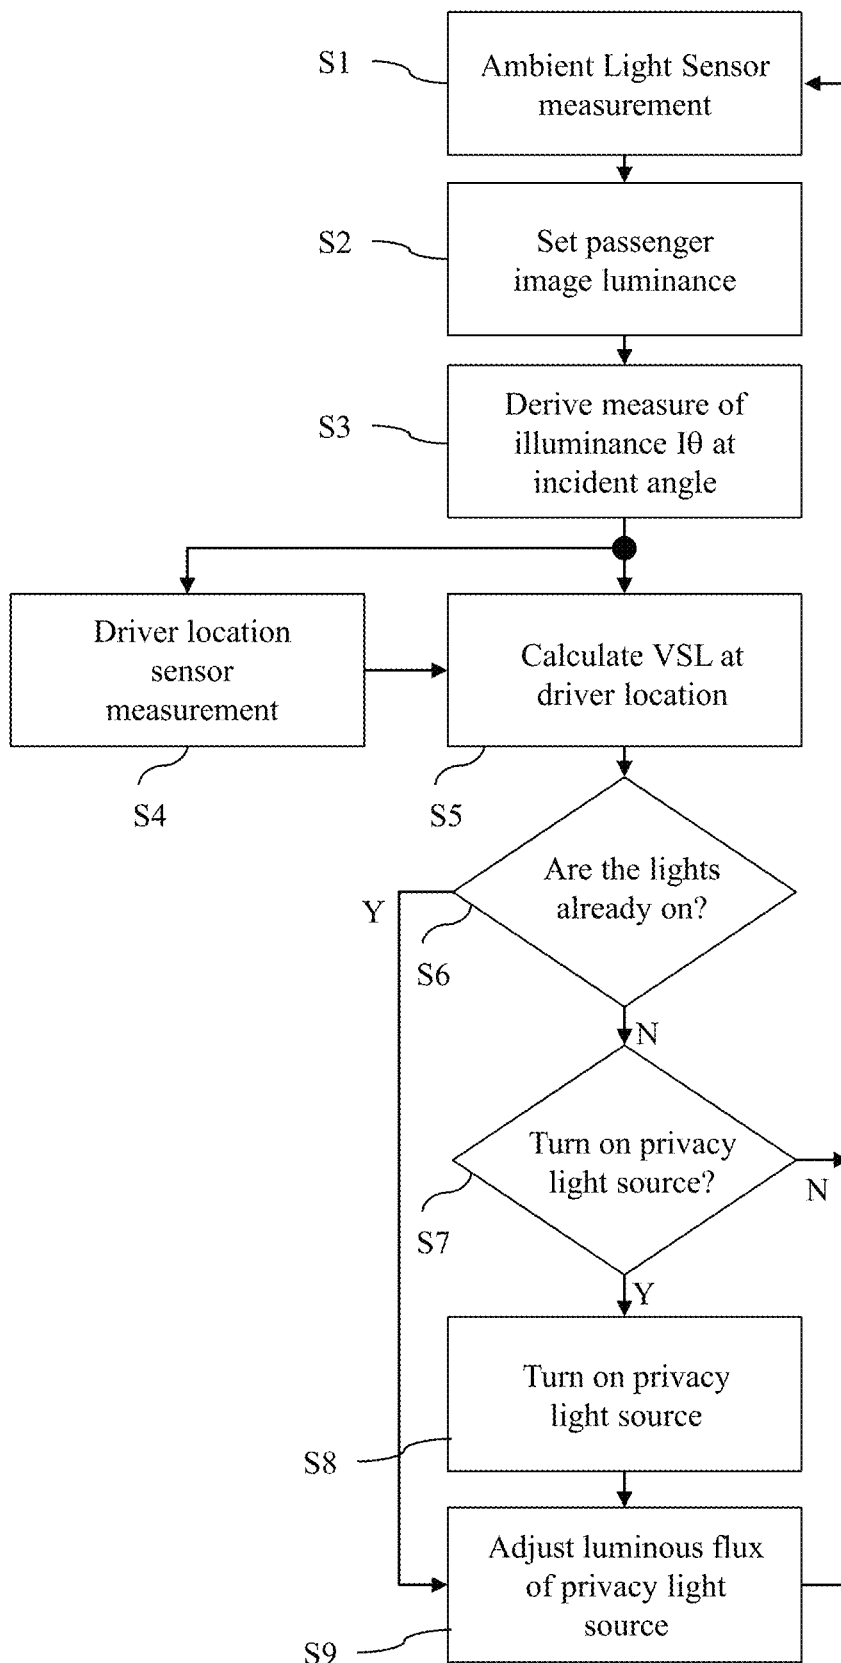 S1
Ambient Light Sensor
measurement
S2
Set passenger
image luminance
S3
Derive measure of
illuminance Iθ at
incident angle
Driver location
sensor
measurement
S4
Calculate VSL at
driver location
S5
Are the lights
already on?
Y
S6
N
Turn on privacy
light source?
N
S7
Y
Turn on privacy
light source
S8
Adjust luminous flux
of privacy light
source
S9